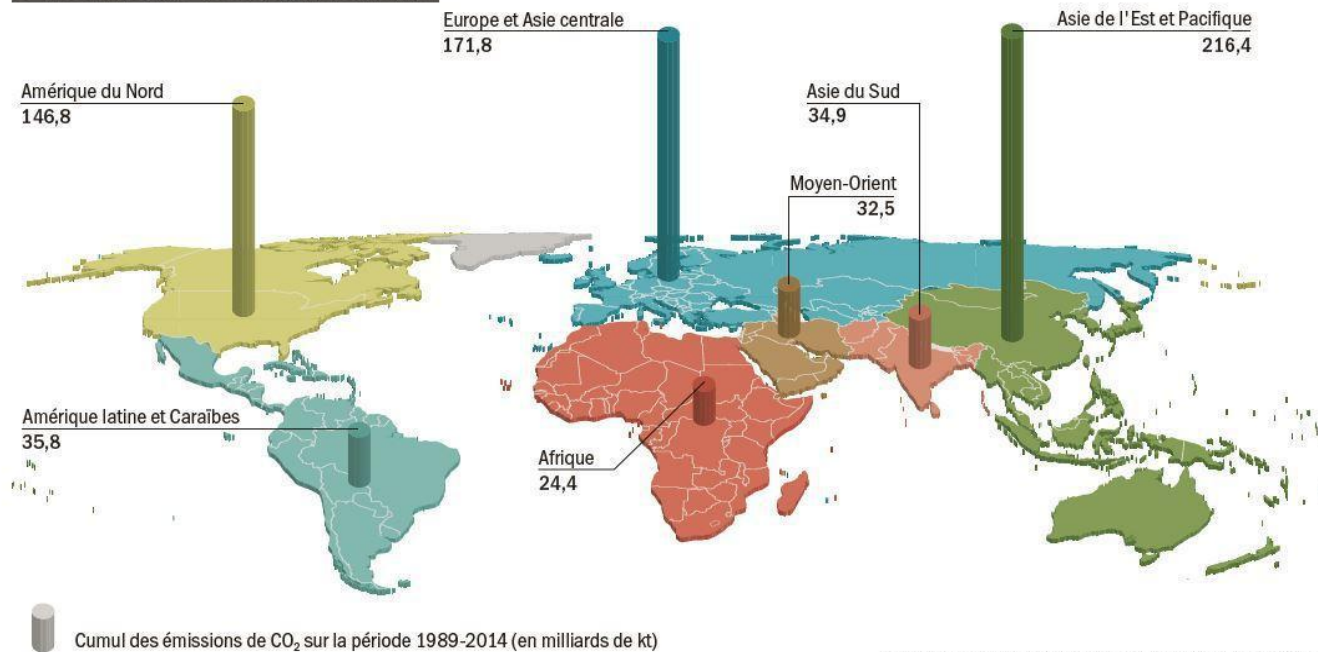 Europe et Asie centrale
171,8
Asie de l'Est et Pacifique
216,4
Amérique du Nord
146,8
Asie du Sud
34,9
Moyen-Orient
32,5
Amérique latine et Caraïbes
35,8
Afrique
24,4
Cumul des émissions de CO₂ sur la période 1989-2014 (en milliards de kt)